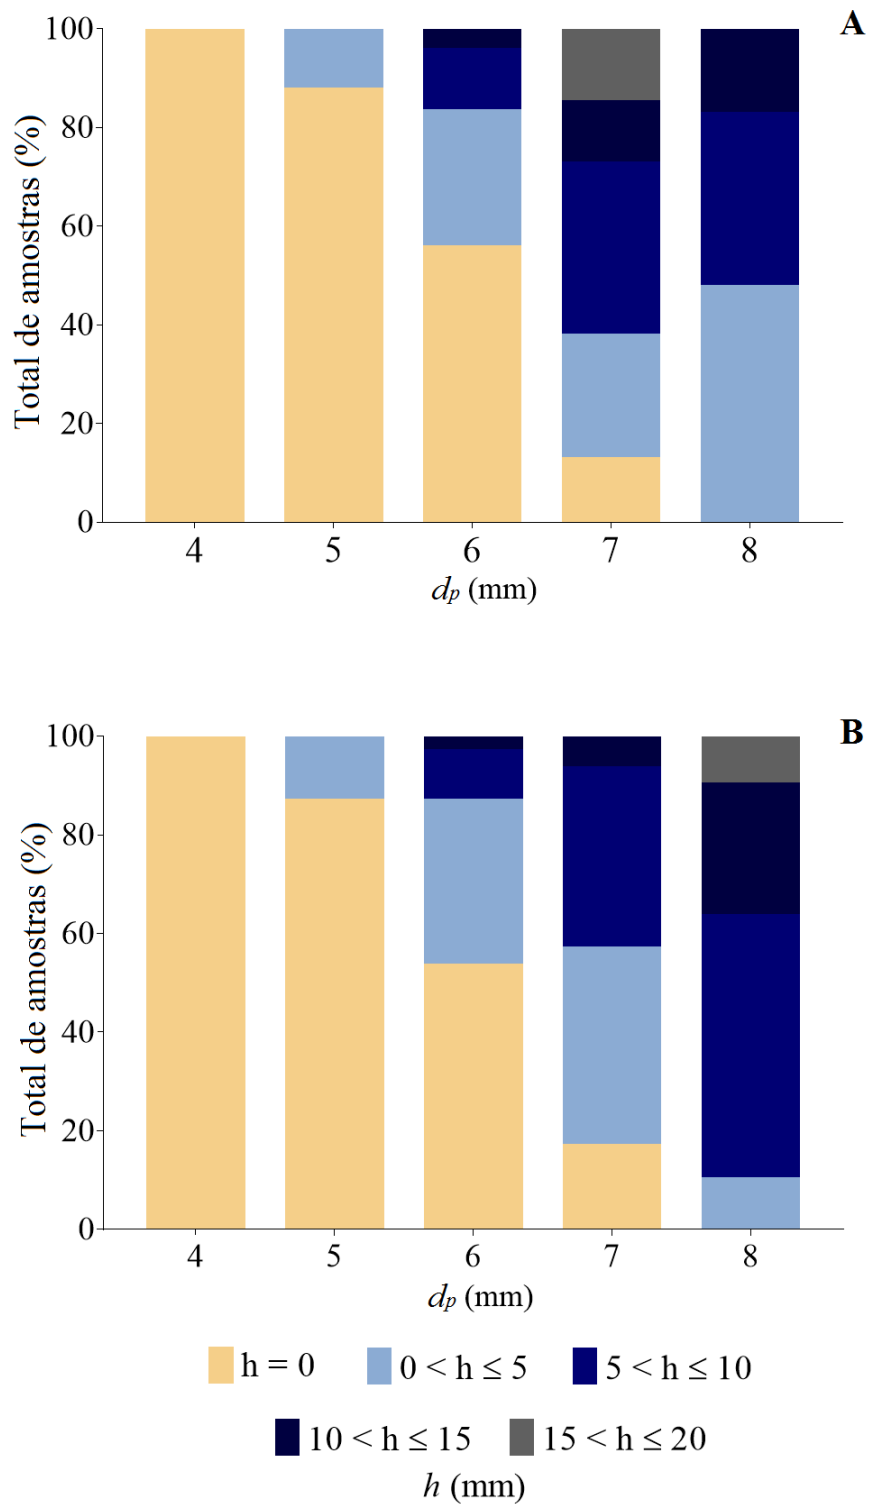 A
Total de amostras (%)
100
80
60
40
20
0
4 5 6 7 8
dp (mm)
B
Total de amostras (%)
100
80
60
40
20
0
4 5 6 7 8
dp (mm)
h = 0 0 < h ≤ 5 5 < h ≤ 10
10 < h ≤ 15 15 < h ≤ 20
h (mm)